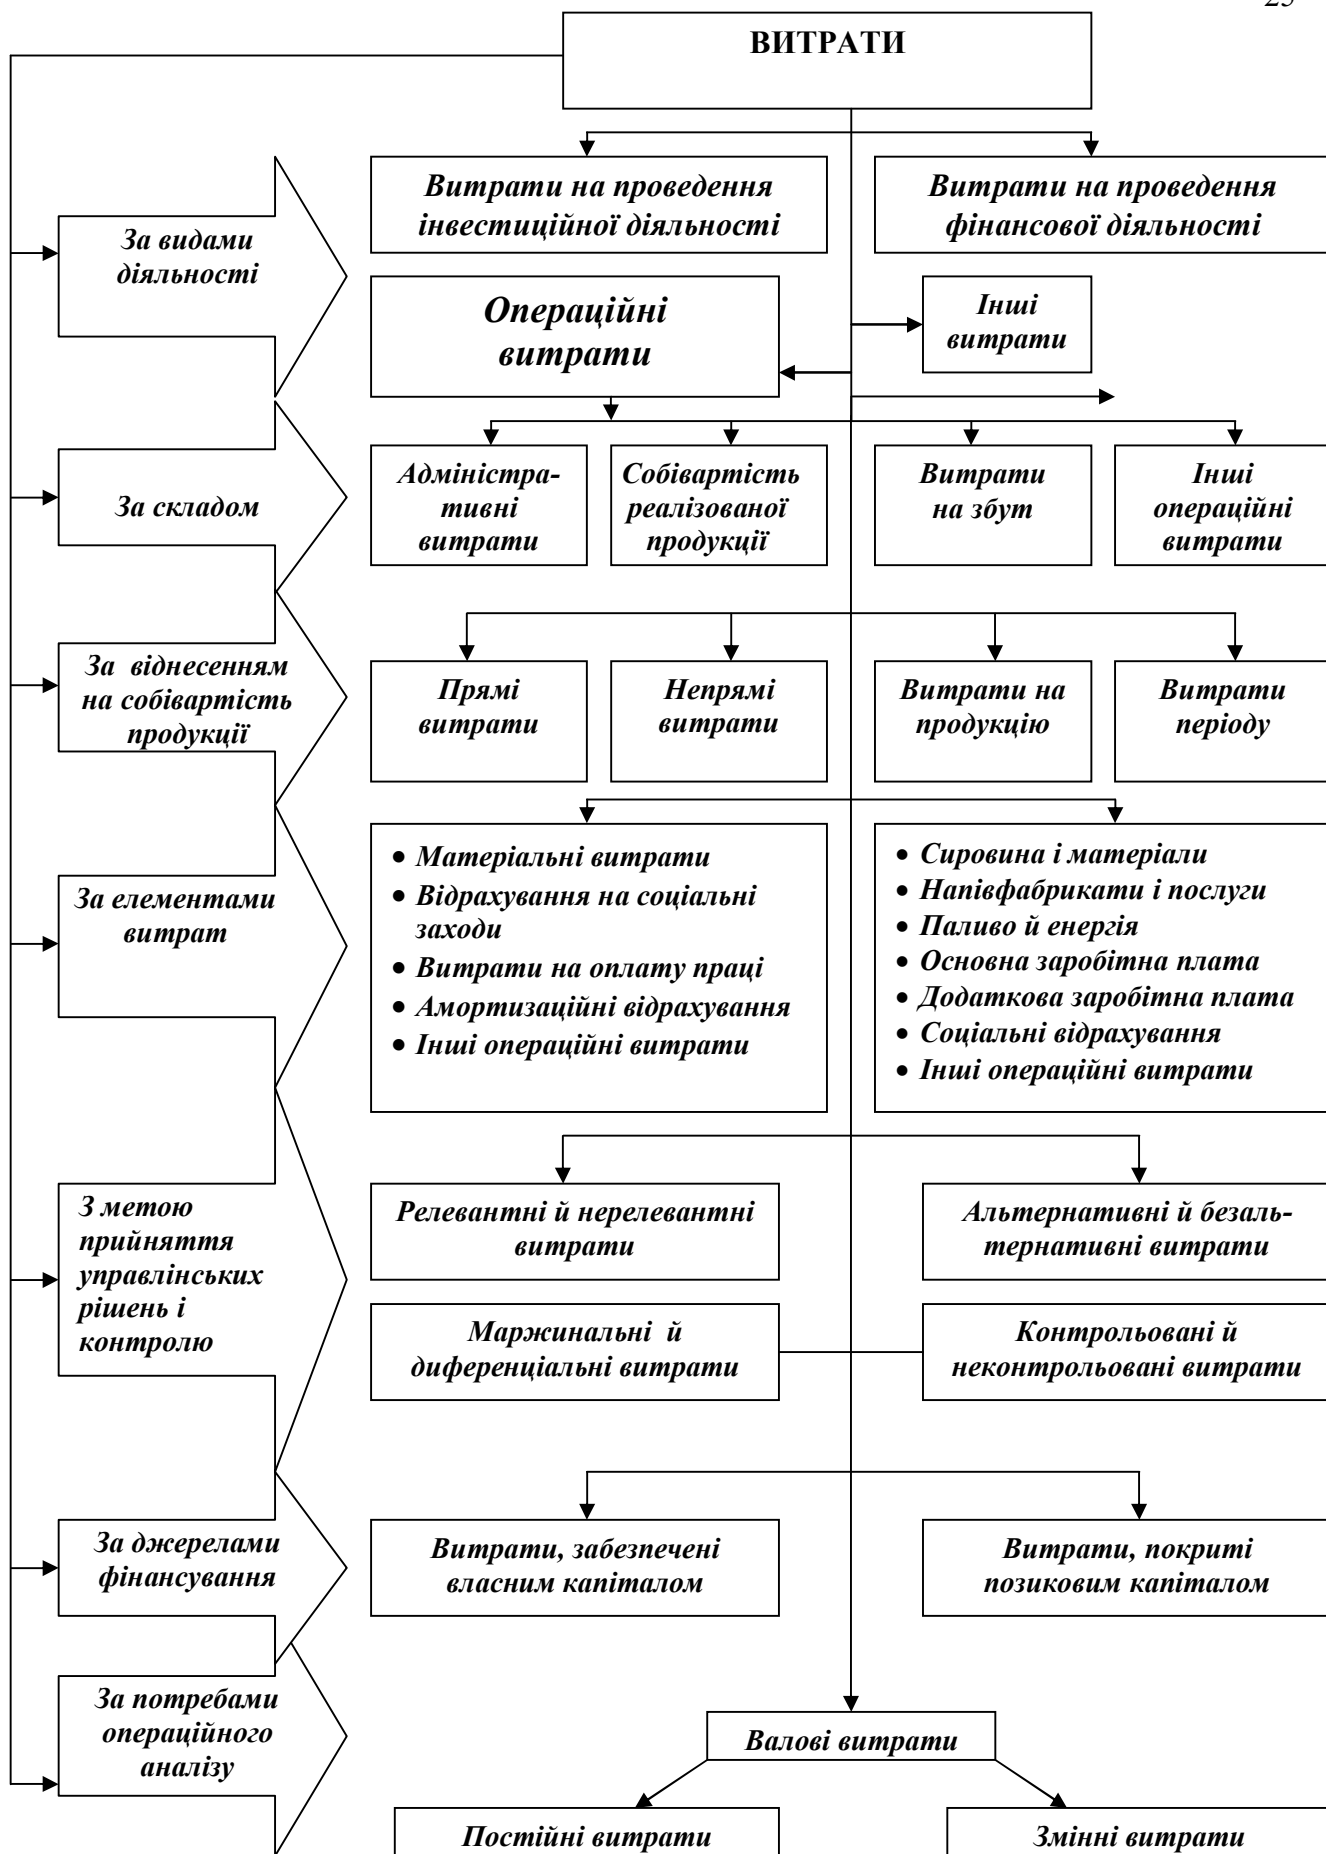 ВИТРАТИ
За видами
діяльності
Витрати на проведення
інвестиційної діяльності
Витрати на проведення
фінансової діяльності
Операційні
витрати
Інші
витрати
За складом
Адміністра-
тивні
витрати
Собівартість
реалізованої
продукції
Витрати
на збут
Інші
операційні
витрати
За віднесенням
на собівартість
продукції
Прямі
витрати
Непрямі
витрати
Витрати на
продукцію
Витрати
періоду
За елементами
витрат
• Матеріальні витрати
• Відрахування на соціальні
заходи
• Витрати на оплату праці
• Амортизаційні відрахування
• Інші операційні витрати
• Сировина і матеріали
• Напівфабрикати і послуги
• Паливо й енергія
• Основна заробітна плата
• Додаткова заробітна плата
• Соціальні відрахування
• Інші операційні витрати
З метою
прийняття
управлінських
рішень і
контролю
Релевантні й нерелевантні
витрати
Альтернативні й безаль-
тернативні витрати
Маржинальні й
диференціальні витрати
Контрольовані й
неконтрольовані витрати
За джерелами
фінансування
Витрати, забезпечені
власним капіталом
Витрати, покриті
позиковим капіталом
За потребами
операційного
аналізу
Валові витрати
Постійні витрати
Змінні витрати